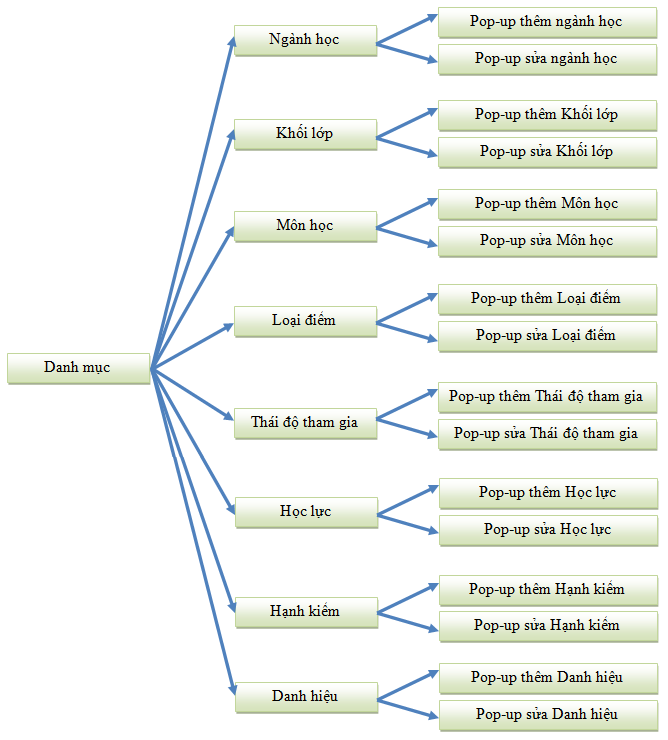 Danh mục
Ngành học
Pop-up thêm ngành học
Pop-up sửa ngành học
Khối lớp
Pop-up thêm Khối lớp
Pop-up sửa Khối lớp
Môn học
Pop-up thêm Môn học
Pop-up sửa Môn học
Loại điểm
Pop-up thêm Loại điểm
Pop-up sửa Loại điểm
Thái độ tham gia
Pop-up thêm Thái độ tham gia
Pop-up sửa Thái độ tham gia
Học lực
Pop-up thêm Học lực
Pop-up sửa Học lực
Hạnh kiểm
Pop-up thêm Hạnh kiểm
Pop-up sửa Hạnh kiểm
Danh hiệu
Pop-up thêm Danh hiệu
Pop-up sửa Danh hiệu